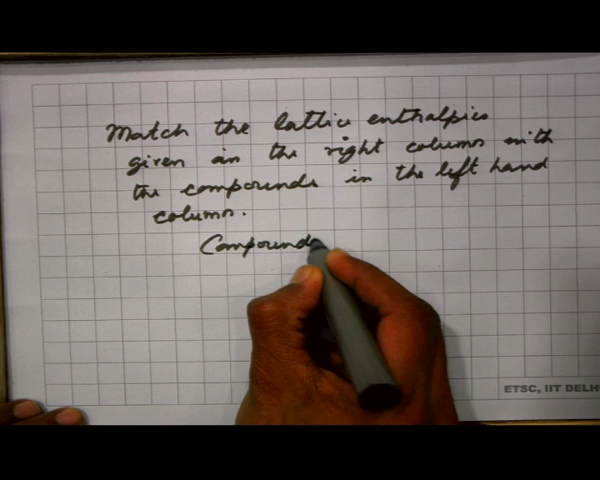 Match the lattice enthalpies
given in the right column with
the compounds in the left hand
column.
Compounds
ETSC, IIT DELH